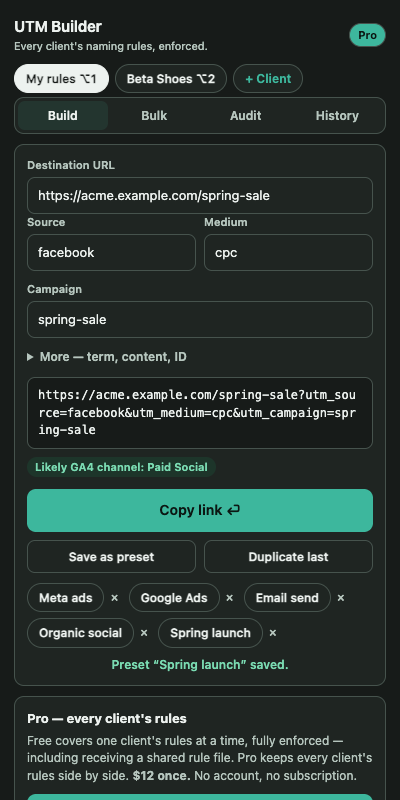 UTM Builder
Every client's naming rules, enforced.
Pro
My rules ⌥1
Beta Shoes ⌥2
+ Client
Build
Bulk
Audit
History
Destination URL
https://acme.example.com/spring-sale
Source
Medium
facebook
cpc
Campaign
spring-sale
▶ More — term, content, ID
https://acme.example.com/spring-sale?utm_sou
rce=facebook&utm_medium=cpc&utm_campaign=spr
ing-sale
Likely GA4 channel: Paid Social
Copy link ⏎
Save as preset
Duplicate last
Meta ads ×
Google Ads ×
Email send ×
Organic social ×
Spring launch ×
Preset “Spring launch” saved.
Pro — every client's rules
Free covers one client's rules at a time, fully enforced —
including receiving a shared rule file. Pro keeps every client's
rules side by side. $12 once. No account, no subscription.